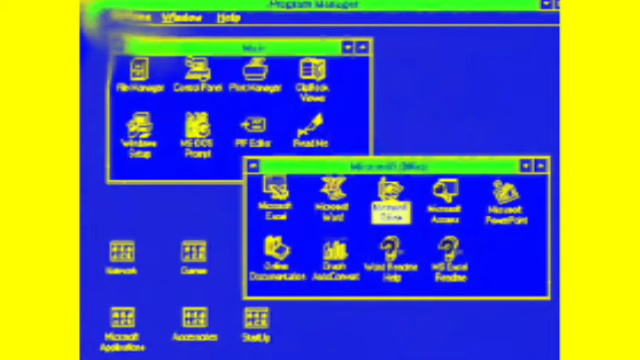 Program Manager
Window Help
Main
File Manager Control Panel Print Manager ClipBook Viewer
Windows Setup MS-DOS Prompt PIF Editor Read Me
Microsoft Office
Microsoft Excel Microsoft Word Microsoft Microsoft Access Microsoft PowerPoint
Online Documentation Graph AutoConvert Word Readme Help MS Excel Readme
Network Games
Microsoft Applications Accessories StartUp